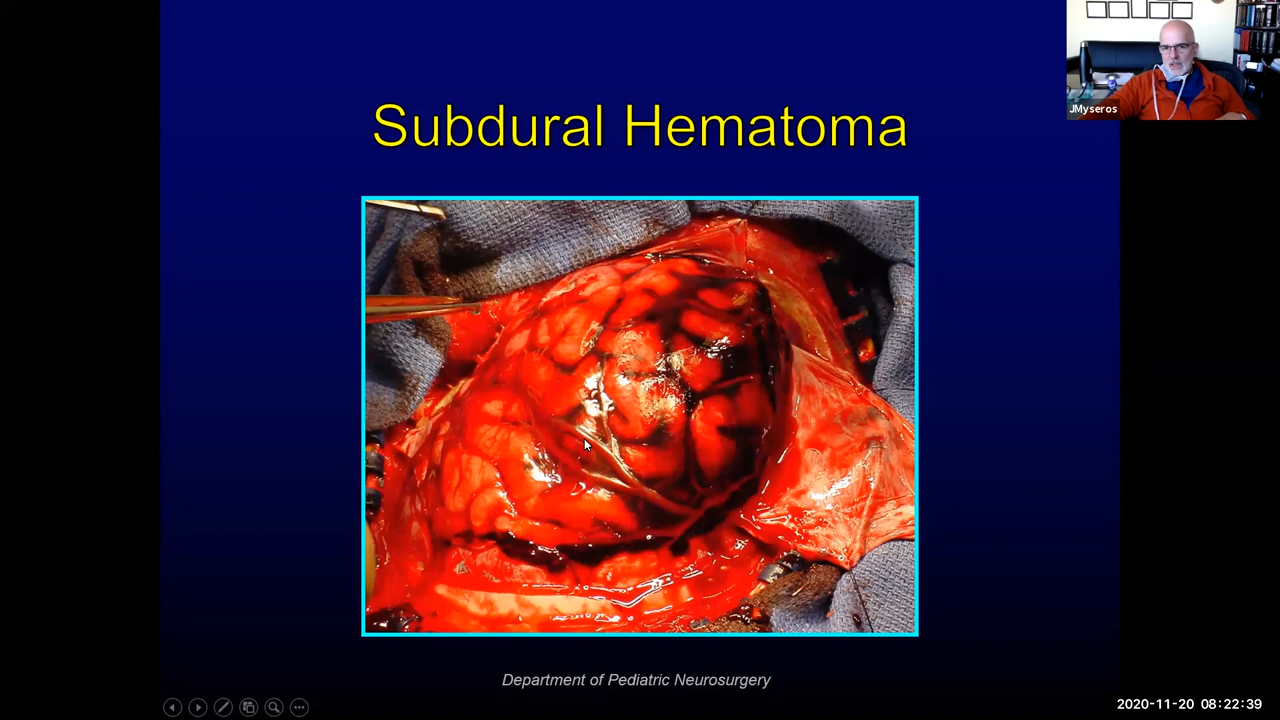 JMyseros
Subdural Hematoma
Department of Pediatric Neurosurgery
2020-11-20 08:22:39